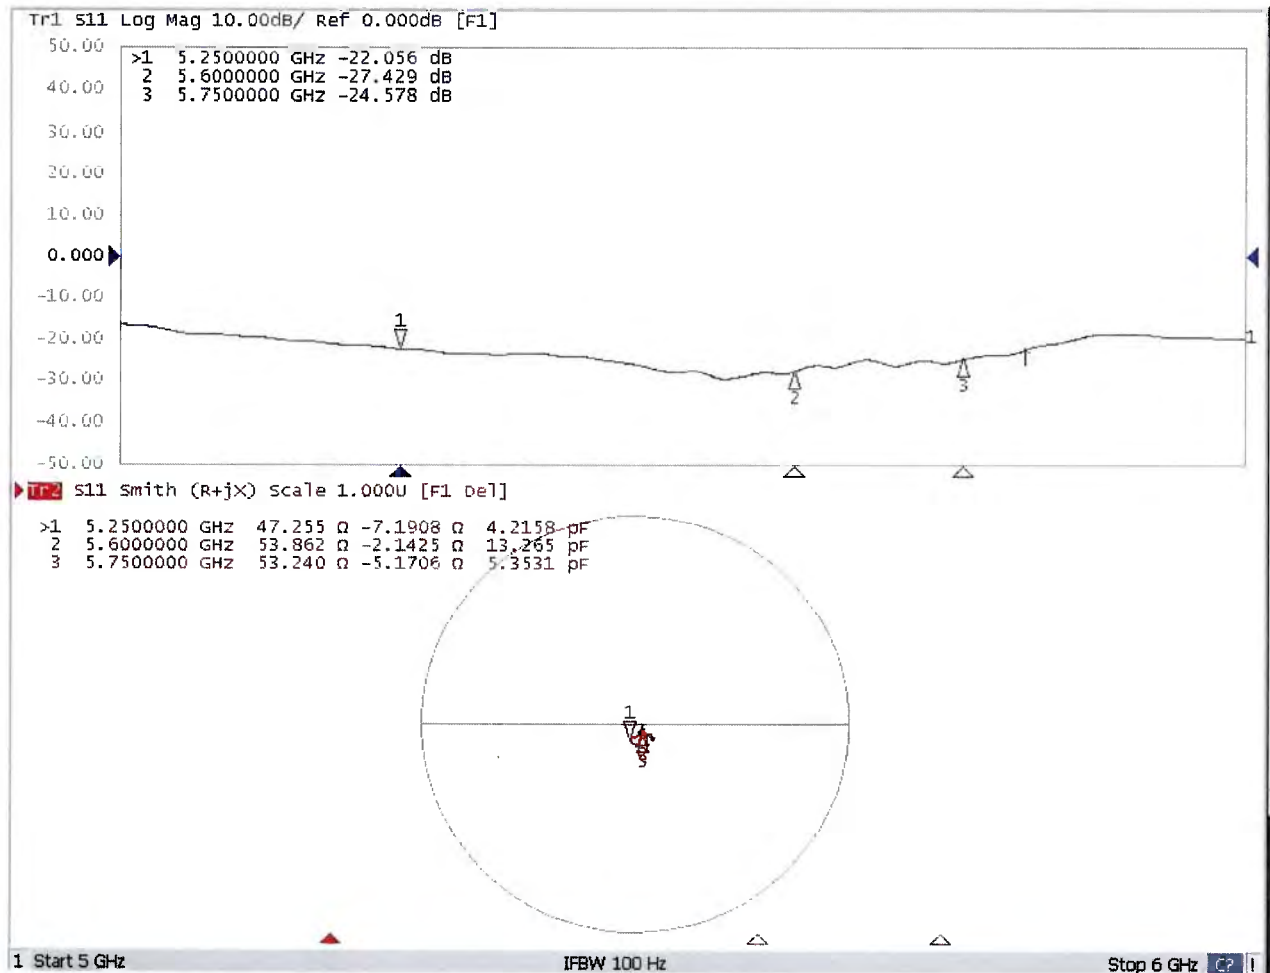 Tr1 S11 Log Mag 10.00dB/ Ref 0.000dB [F1]
50.00
40.00
30.00
20.00
10.00
0.000
-10.00
-20.00
-30.00
-40.00
-50.00
>1 5.2500000 GHz -22.056 dB
2 5.6000000 GHz -27.429 dB
3 5.7500000 GHz -24.578 dB
1
2
3
1
Tr2 S11 Smith (R+jX) Scale 1.000U [F1 Del]
>1 5.2500000 GHz 47.255 Ω -7.1908 Ω 4.2158 pF
2 5.6000000 GHz 53.862 Ω -2.1425 Ω 13.265 pF
3 5.7500000 GHz 53.240 Ω -5.1706 Ω 5.3531 pF
1
3
1 Start 5 GHz IFBW 100 Hz Stop 6 GHz C? !